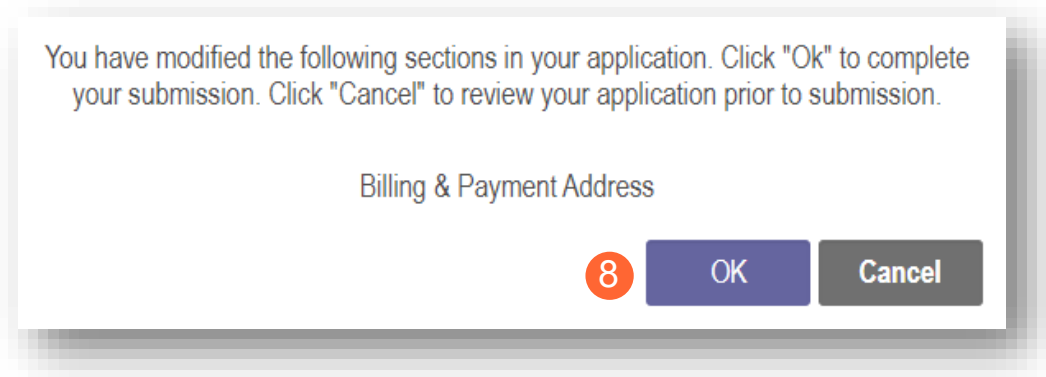 You have modified the following sections in your application. Click "Ok" to complete
your submission. Click "Cancel" to review your application prior to submission.
Billing & Payment Address
8 OK Cancel